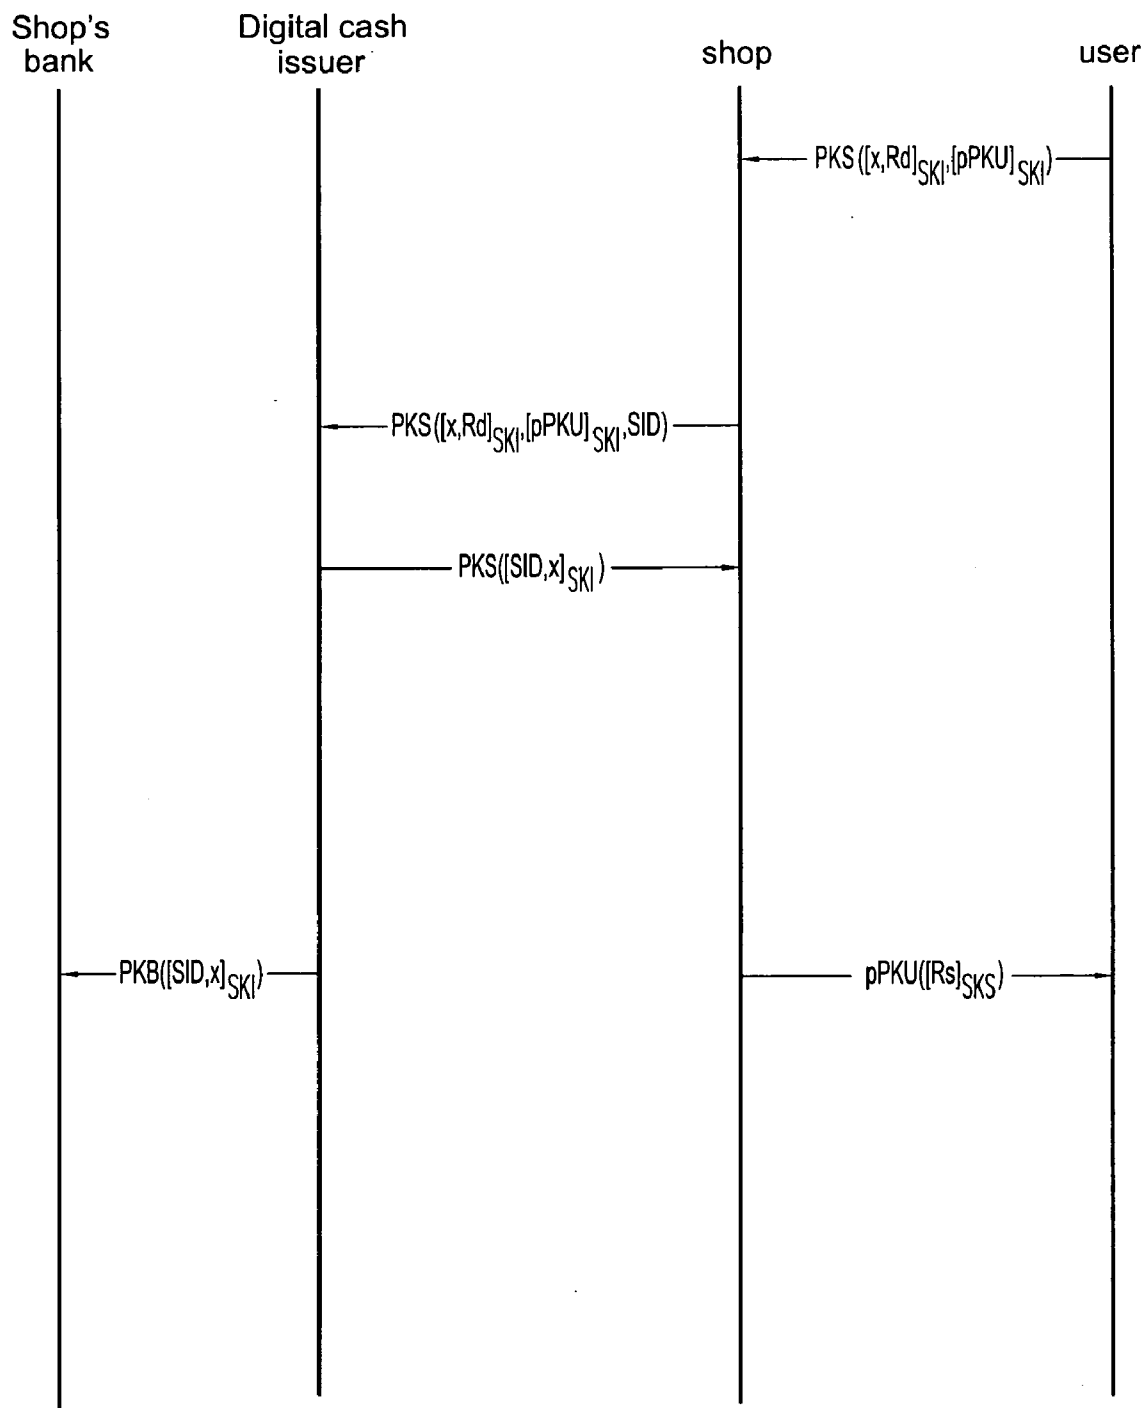 Shop's
bank
Digital cash
issuer
shop
user
PKS([x,Rd]SKI,[pPKU]SKI)
PKS([x,Rd]SKI,[pPKU]SKI,SID)
PKS([SID,x]SKI)
PKB([SID,x]SKI)
pPKU([Rs]SKS)